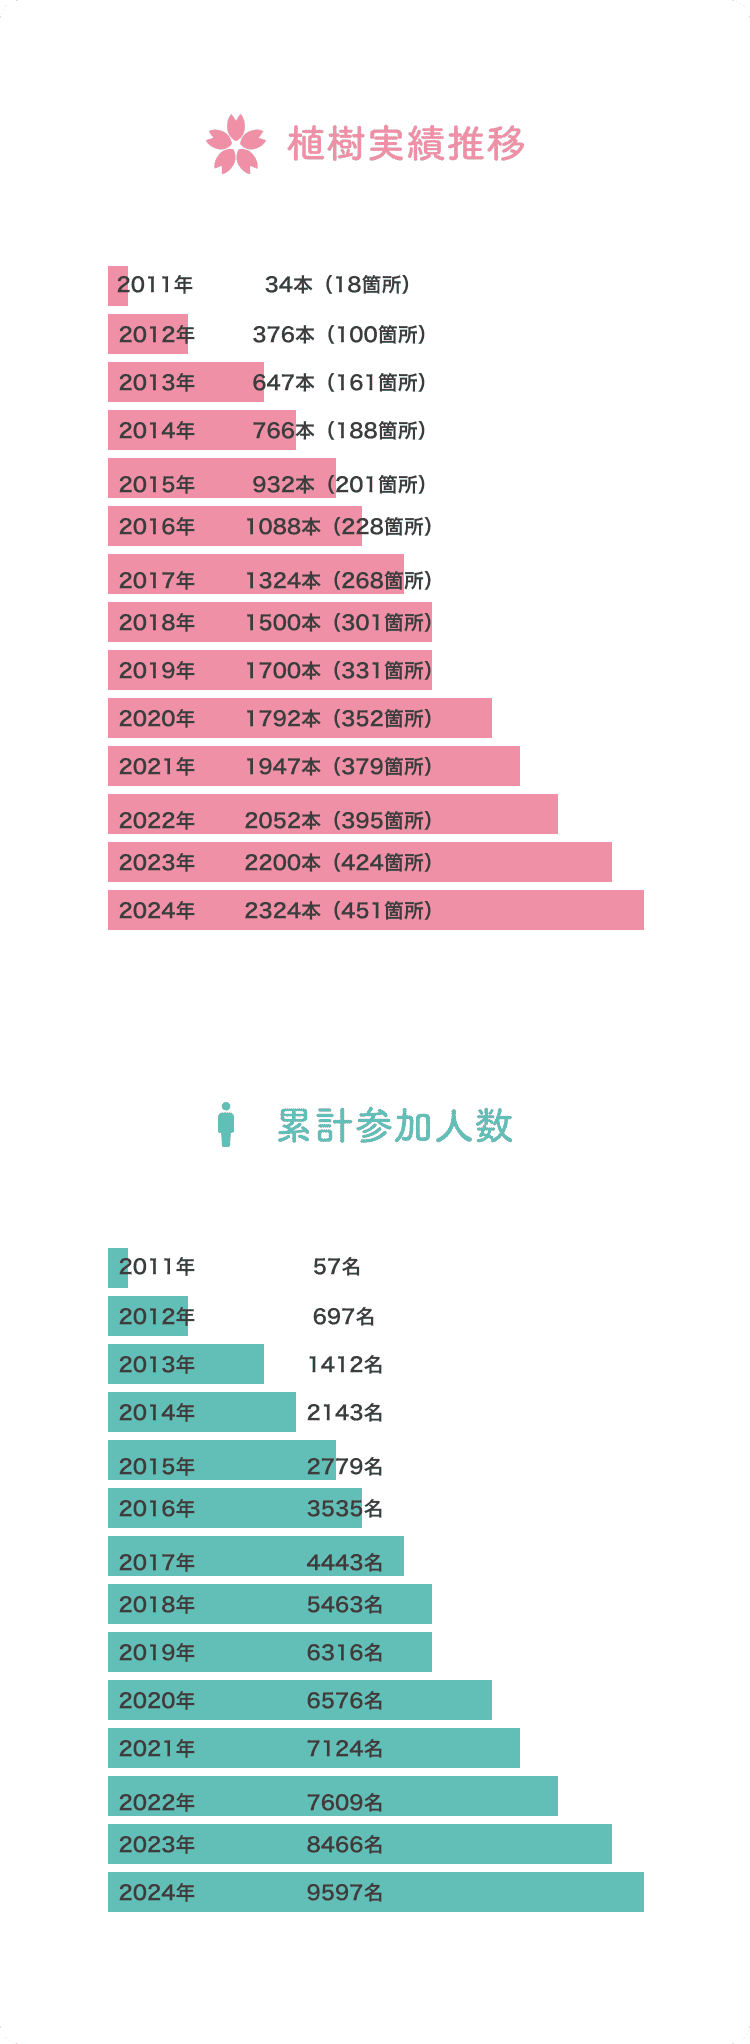 植樹実績推移
2011年 34本（18箇所）
2012年 376本（100箇所）
2013年 647本（161箇所）
2014年 766本（188箇所）
2015年 932本（201箇所）
2016年 1088本（228箇所）
2017年 1324本（268箇所）
2018年 1500本（301箇所）
2019年 1700本（331箇所）
2020年 1792本（352箇所）
2021年 1947本（379箇所）
2022年 2052本（395箇所）
2023年 2200本（424箇所）
2024年 2324本（451箇所）
累計参加人数
2011年 57名
2012年 697名
2013年 1412名
2014年 2143名
2015年 2779名
2016年 3535名
2017年 4443名
2018年 5463名
2019年 6316名
2020年 6576名
2021年 7124名
2022年 7609名
2023年 8466名
2024年 9597名